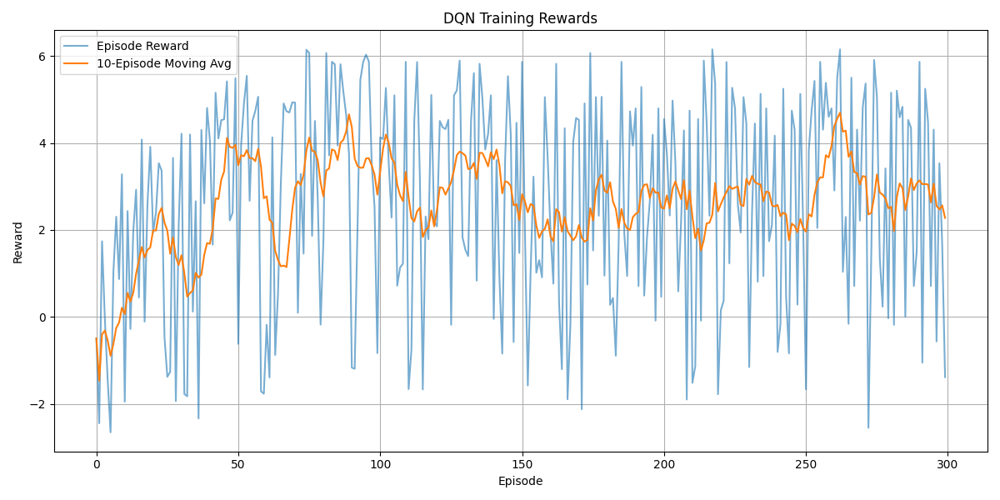 DQN Training Rewards
Episode Reward
10-Episode Moving Avg
6
4
2
0
−2
Reward
0 50 100 150 200 250 300
Episode